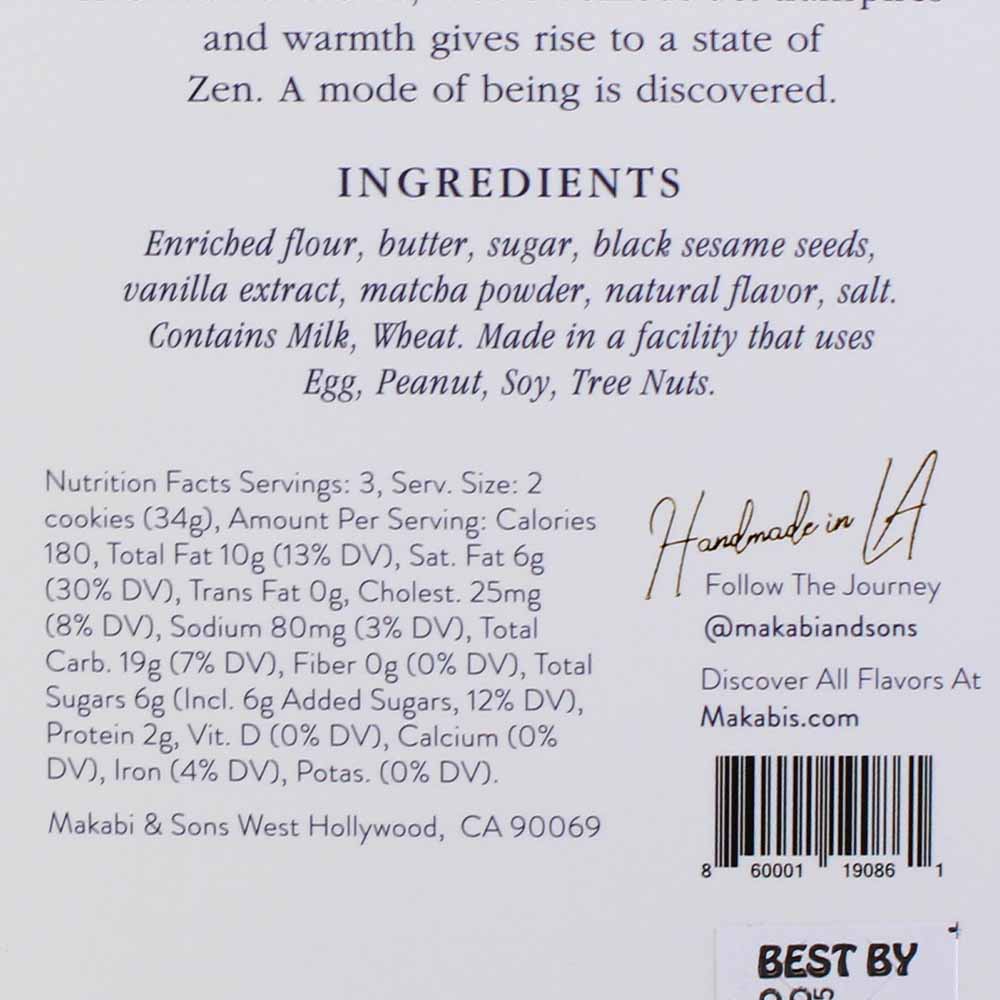 and warmth gives rise to a state of
Zen. A mode of being is discovered.
INGREDIENTS
Enriched flour, butter, sugar, black sesame seeds,
vanilla extract, matcha powder, natural flavor, salt.
Contains Milk, Wheat. Made in a facility that uses
Egg, Peanut, Soy, Tree Nuts.
Nutrition Facts Servings: 3, Serv. Size: 2
cookies (34g), Amount Per Serving: Calories
180, Total Fat 10g (13% DV), Sat. Fat 6g
(30% DV), Trans Fat 0g, Cholest. 25mg
(8% DV), Sodium 80mg (3% DV), Total
Carb. 19g (7% DV), Fiber 0g (0% DV), Total
Sugars 6g (Incl. 6g Added Sugars, 12% DV),
Protein 2g, Vit. D (0% DV), Calcium (0%
DV), Iron (4% DV), Potas. (0% DV).
Makabi & Sons West Hollywood, CA 90069
Handmade in LA
Follow The Journey
@makabiandsons
Discover All Flavors At
Makabis.com
8 60001 19086 1
BEST BY